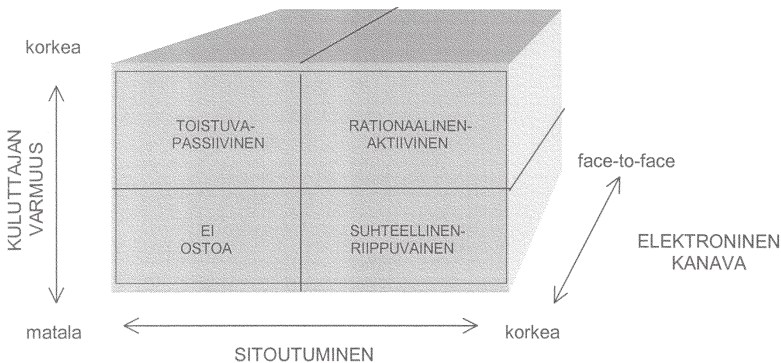 korkea
KULUTTAJAN
VARMUUS
TOISTUVA-
PASSIIVINEN
RATIONAALINEN-
AKTIIVINEN
face-to-face
EI
OSTOA
SUHTEELLINEN-
RIIPPUVAINEN
ELEKTRONINEN
KANAVA
matala
korkea
SITOUTUMINEN